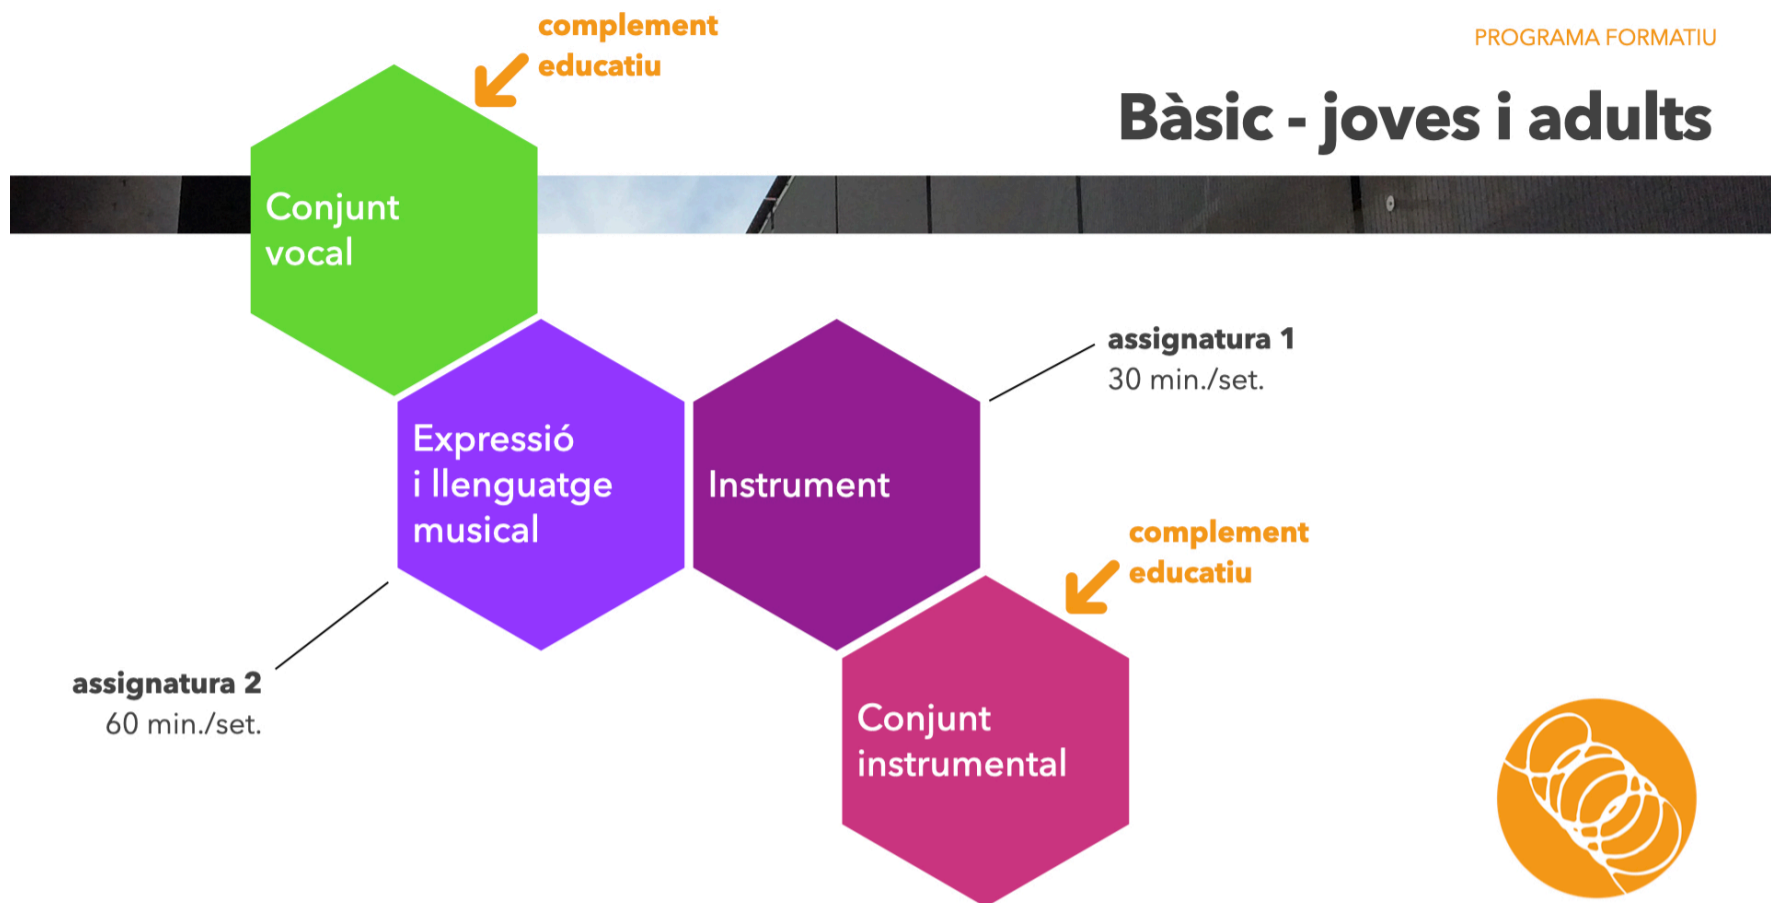 PROGRAMA FORMATIU
Bàsic - joves i adults
complement
educatiu
Conjunt
vocal
assignatura 1
30 min./set.
Expressió
i llenguatge
musical
Instrument
complement
educatiu
assignatura 2
60 min./set.
Conjunt
instrumental